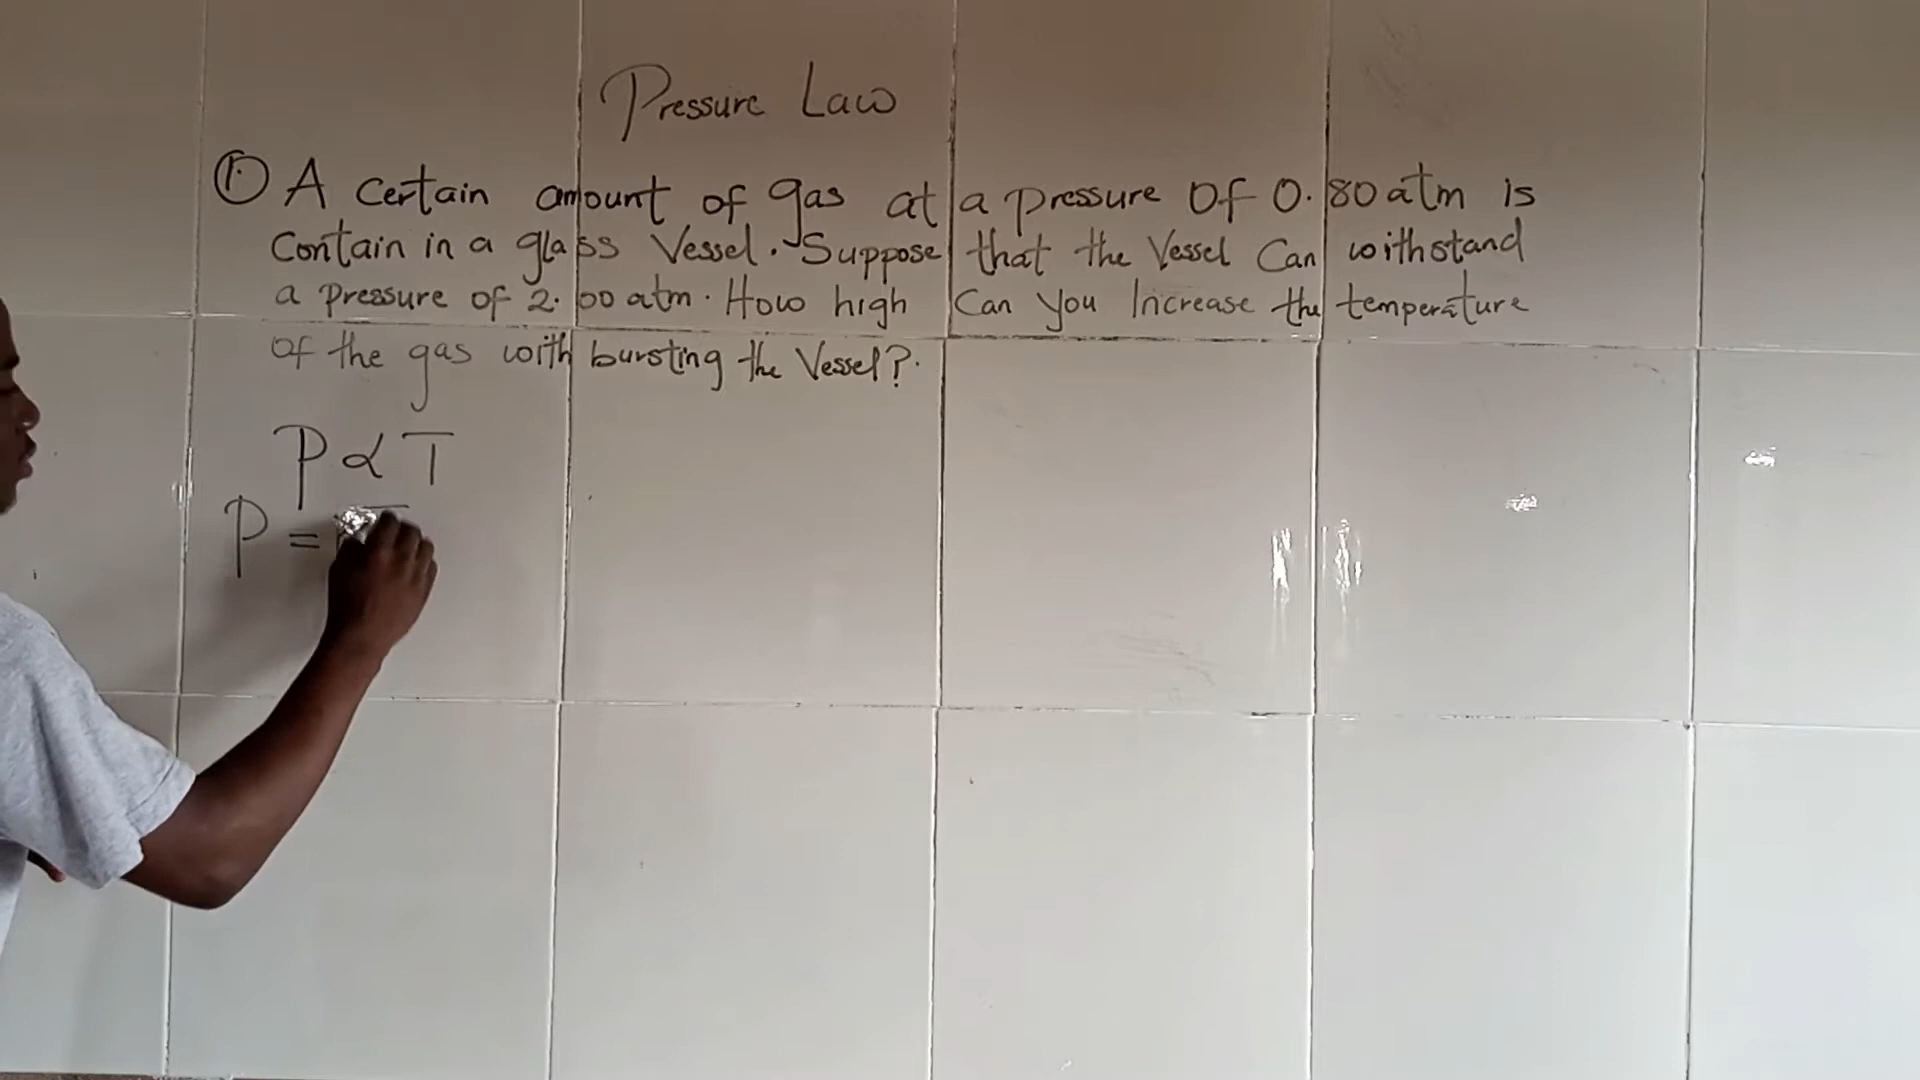 Pressure Law
1. A Certain amount of gas at a pressure of 0.80 atm is
Contain in a glass Vessel. Suppose that the Vessel Can withstand
a pressure of 2.00 atm. How high Can you Increase the temperature
of the gas with bursting the Vessel?.
P ∝ T
P =